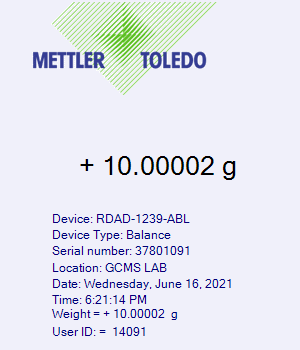 METTLER TOLEDO
+ 10.00002 g
Device: RDAD-1239-ABL
Device Type: Balance
Serial number: 37801091
Location: GCMS LAB
Date: Wednesday, June 16, 2021
Time: 6:21:14 PM
Weight = + 10.00002 g
User ID: = 14091